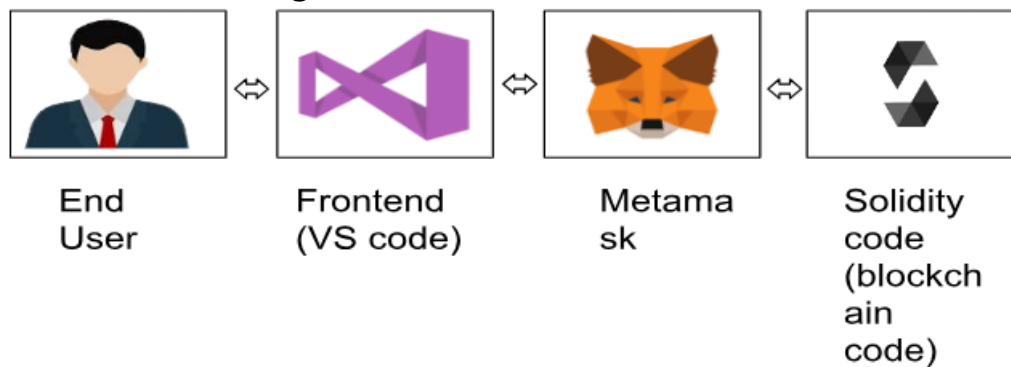 End
User
Frontend
(VS code)
Metama
sk
Solidity
code
(blockch
ain
code)